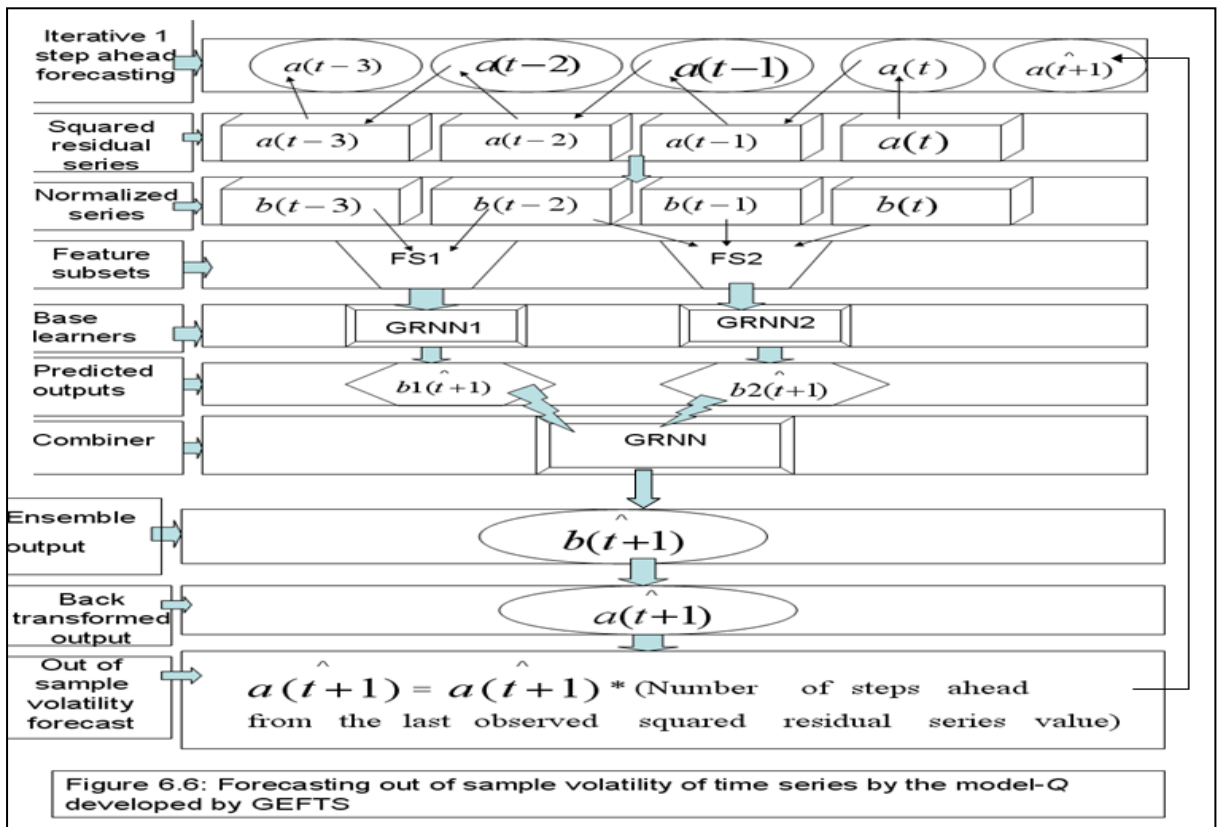 Iterative 1
step ahead
forecasting
a(t−3) a(t−2) a(t−1) a(t) a(t̂+1)
Squared
residual
series
a(t−3) a(t−2) a(t−1) a(t)
Normalized
series
b(t−3) b(t−2) b(t−1) b(t)
Feature
subsets
FS1 FS2
Base
learners
GRNN1 GRNN2
Predicted
outputs
b1(t̂+1) b2(t̂+1)
Combiner
GRNN
Ensemble
output
b(t̂+1)
Back
transformed
output
a(t̂+1)
Out of
sample
volatility
forecast
a(t̂+1) = a(t̂+1) * (Number of steps ahead
from the last observed squared residual series value)
Figure 6.6: Forecasting out of sample volatility of time series by the model-Q
developed by GEFTS